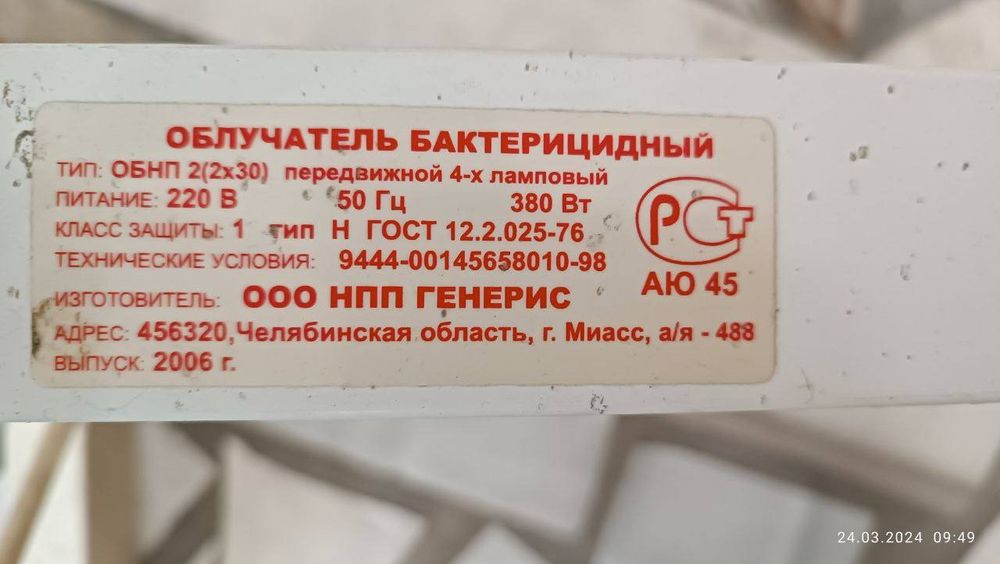 ОБЛУЧАТЕЛЬ БАКТЕРИЦИДНЫЙ
ТИП: ОБНП 2(2х30) передвижной 4-х ламповый
ПИТАНИЕ: 220 В 50 Гц 380 Вт
КЛАСС ЗАЩИТЫ: 1 тип Н ГОСТ 12.2.025-76
ТЕХНИЧЕСКИЕ УСЛОВИЯ: 9444-00145658010-98
ИЗГОТОВИТЕЛЬ: ООО НПП ГЕНЕРИС
АДРЕС: 456320,Челябинская область, г. Миасс, а/я - 488
ВЫПУСК: 2006 г.
РСТ
АЮ 45
24.03.2024 09:49